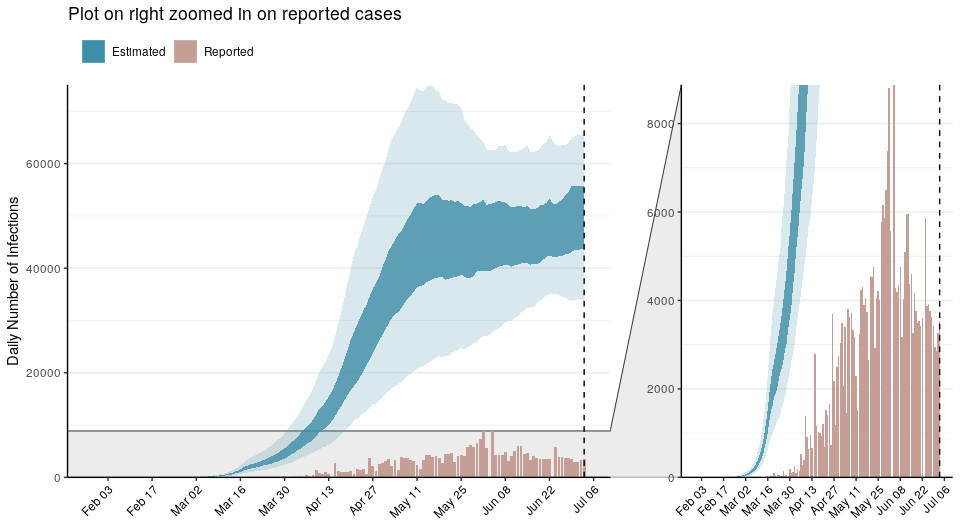 Plot on right zoomed in on reported cases
Estimated Reported
Daily Number of Infections
60000
40000
20000
0
Feb 03 Feb 17 Mar 02 Mar 16 Mar 30 Apr 13 Apr 27 May 11 May 25 Jun 08 Jun 22 Jul 06
8000
6000
4000
2000
0
Feb 03 Feb 17 Mar 02 Mar 16 Mar 30 Apr 13 Apr 27 May 11 May 25 Jun 08 Jun 22 Jul 06